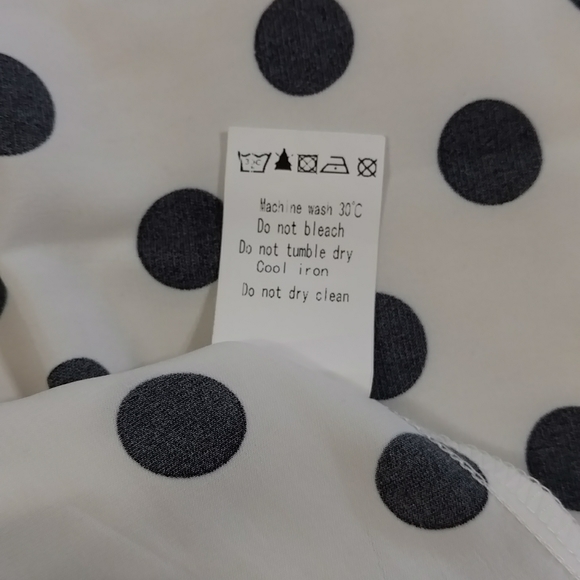 Machine wash 30°C
Do not bleach
Do not tumble dry
Cool iron
Do not dry clean